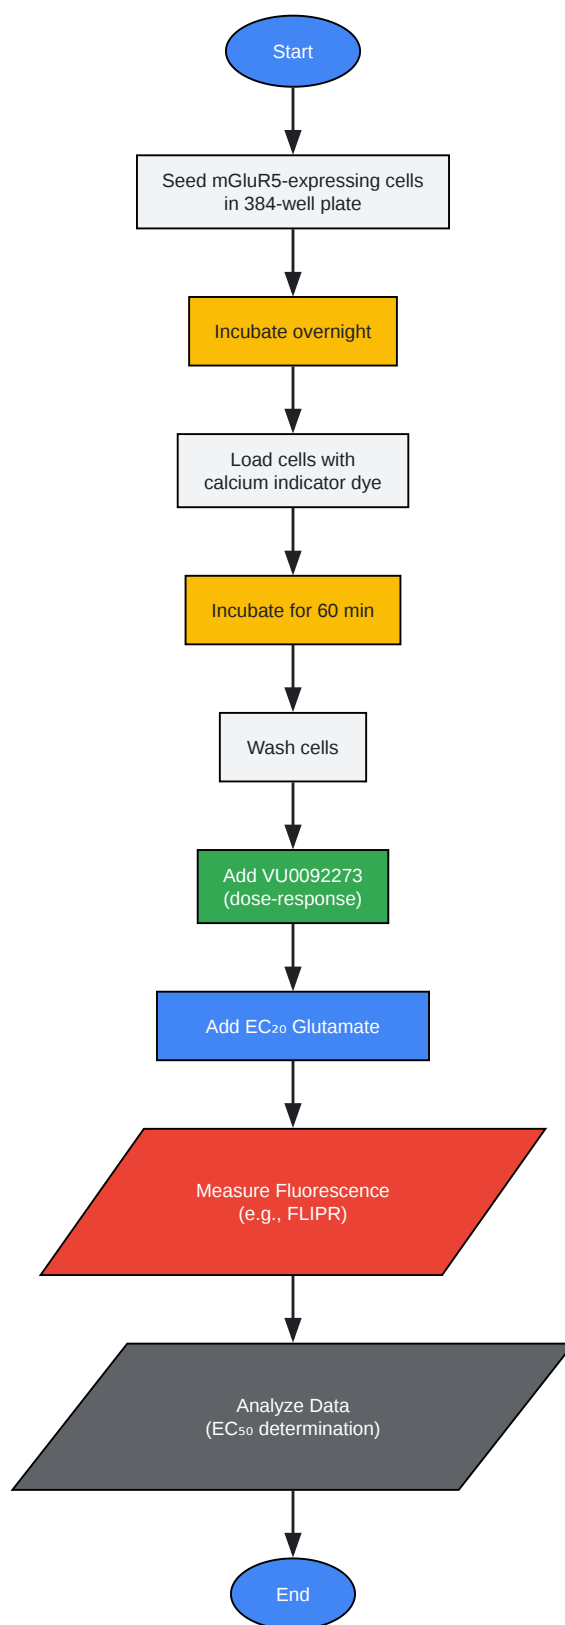 Start
Seed mGluR5-expressing cells
in 384-well plate
Incubate overnight
Load cells with
calcium indicator dye
Incubate for 60 min
Wash cells
Add VU0092273
(dose-response)
Add EC₂₀ Glutamate
Measure Fluorescence
(e.g., FLIPR)
Analyze Data
(EC₅₀ determination)
End